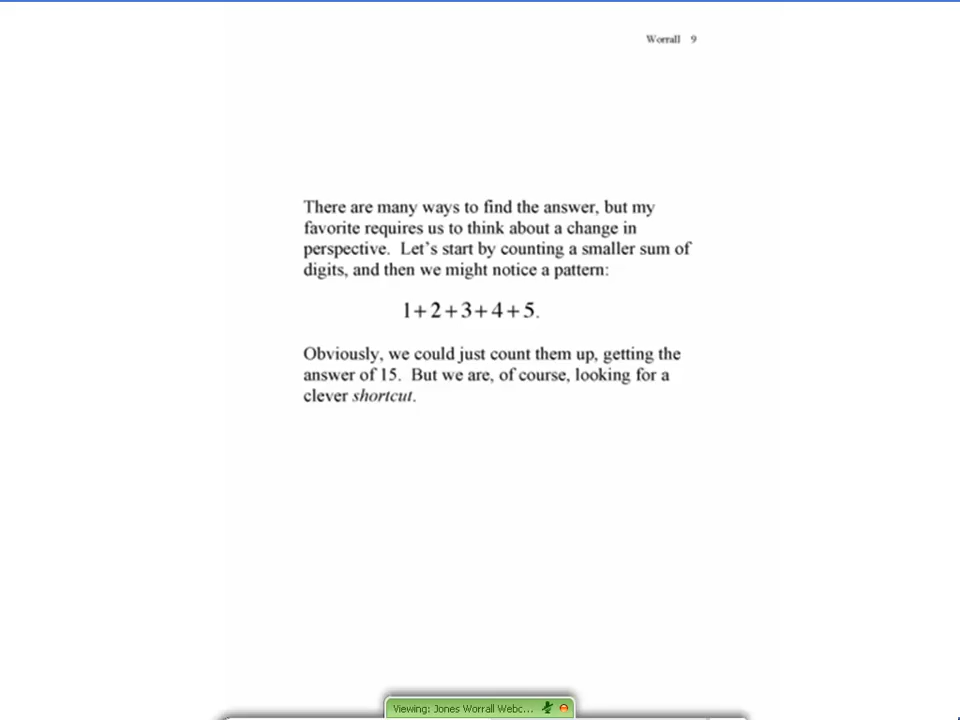 Worrall 9
There are many ways to find the answer, but my
favorite requires us to think about a change in
perspective. Let's start by counting a smaller sum of
digits, and then we might notice a pattern:
1+2+3+4+5.
Obviously, we could just count them up, getting the
answer of 15. But we are, of course, looking for a
clever shortcut.
Viewing: Jones Worrall Webc...